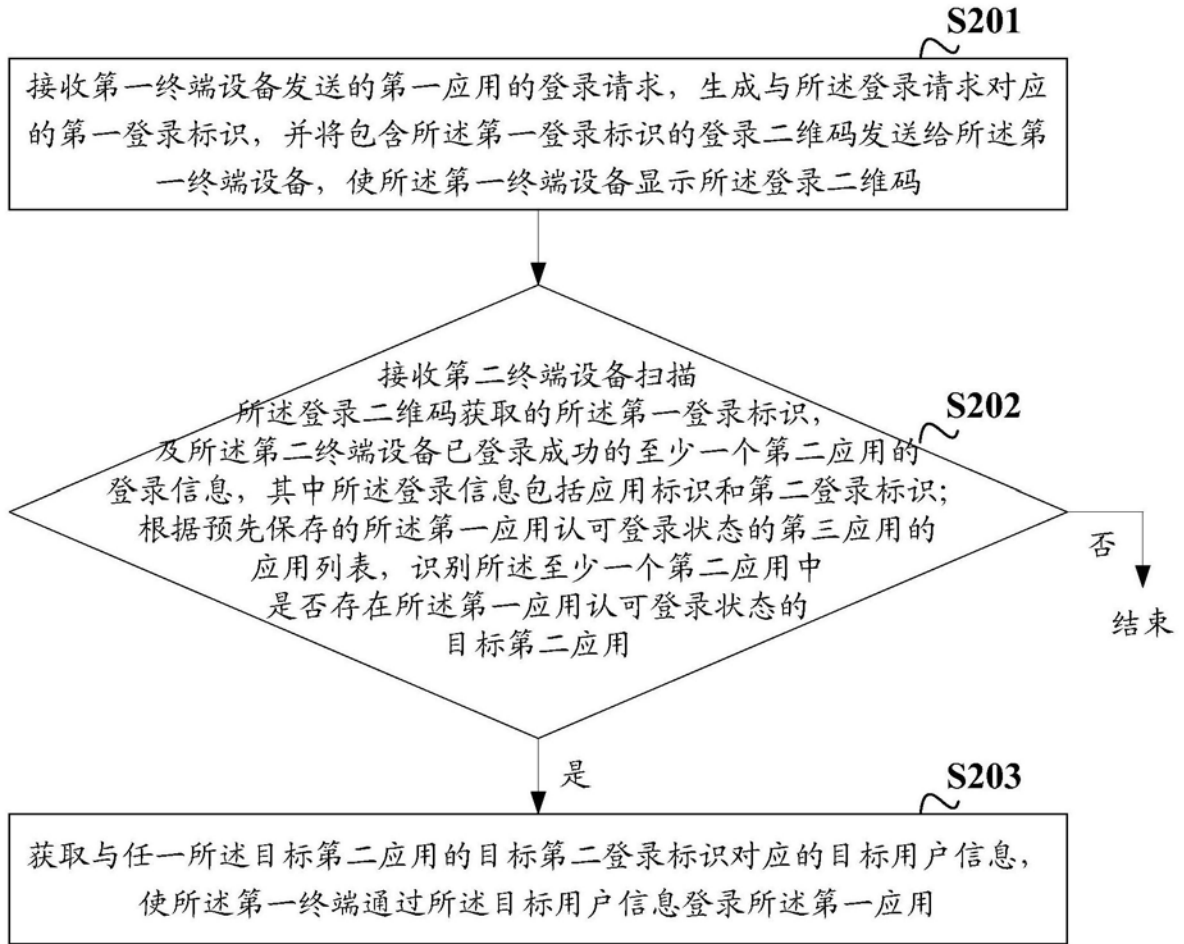 S201
接收第一终端设备发送的第一应用的登录请求，生成与所述登录请求对应
的第一登录标识，并将包含所述第一登录标识的登录二维码发送给所述第
一终端设备，使所述第一终端设备显示所述登录二维码
S202
接收第二终端设备扫描
所述登录二维码获取的所述第一登录标识，
及所述第二终端设备已登录成功的至少一个第二应用的
登录信息，其中所述登录信息包括应用标识和第二登录标识；
根据预先保存的所述第一应用认可登录状态的第三应用的
应用列表，识别所述至少一个第二应用中
是否存在所述第一应用认可登录状态的
目标第二应用
否
结束
是
S203
获取与任一所述目标第二应用的目标第二登录标识对应的目标用户信息，
使所述第一终端通过所述目标用户信息登录所述第一应用